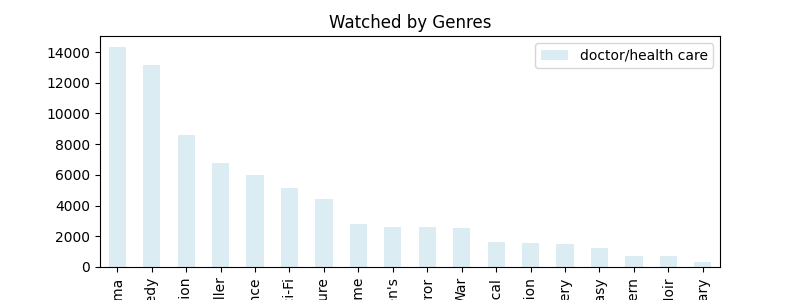 Watched by Genres
doctor/health care
14000
12000
10000
8000
6000
4000
2000
0
ma
edy
ion
ller
nce
i-Fi
ure
me
n's
ror
War
cal
ion
ery
asy
ern
loir
ary